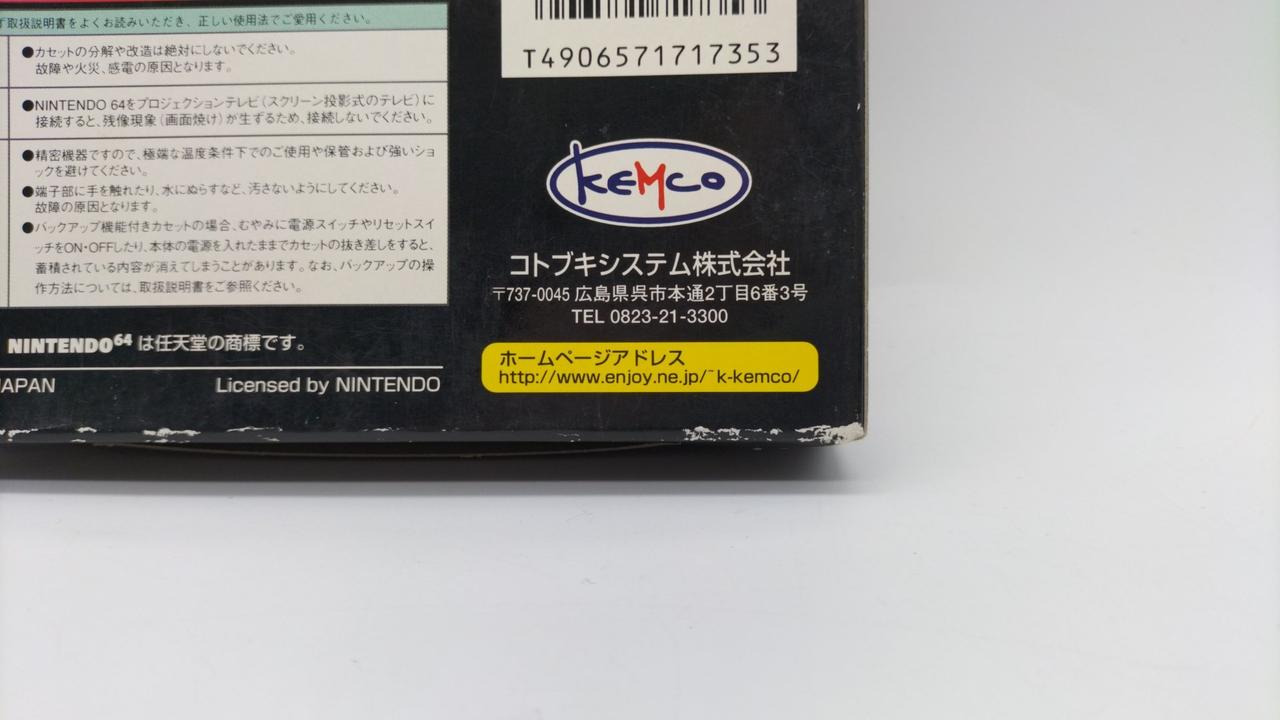 ず取扱説明書をよくお読みいただき、正しい使用法でご愛用ください。
●カセットの分解や改造は絶対にしないでください。
故障や火災、感電の原因となります。
●NINTENDO 64をプロジェクションテレビ(スクリーン投影式のテレビ)に
接続すると、残像現象(画面焼け)が生ずるため、接続しないでください。
●精密機器ですので、極端な温度条件下でのご使用や保管および強いショ
ックを避けてください。
●端子部に手を触れたり、水にぬらすなど、汚さないようにしてください。
故障の原因となります。
●バックアップ機能付きカセットの場合、むやみに電源スイッチやリセットスイ
ッチをON・OFFしたり、本体の電源を入れたままでカセットの抜き差しをすると、
蓄積されている内容が消えてしまうことがあります。なお、バックアップの操
作方法については、取扱説明書をご参照ください。
NINTENDO64 は任天堂の商標です。
JAPAN
Licensed by NINTENDO
T4906571717353
KEMCO
コトブキシステム株式会社
〒737-0045 広島県呉市本通2丁目6番3号
TEL 0823-21-3300
ホームページアドレス
http://www.enjoy.ne.jp/~k-kemco/